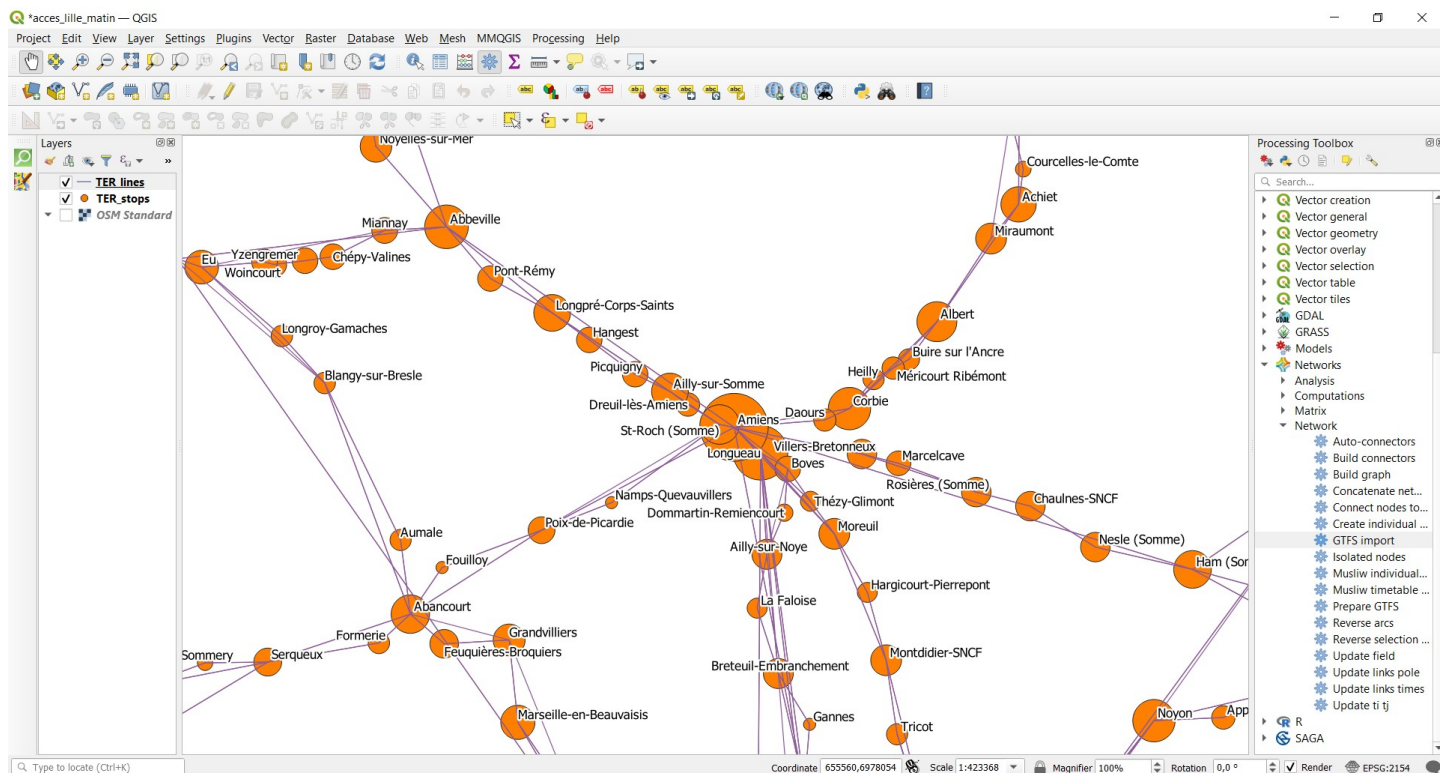 *acces_lille_matin — QGIS
Project Edit View Layer Settings Plugins Vector Raster Database Web Mesh MMQGIS Processing Help
Layers
TER_lines
TER_stops
OSM Standard
Noyelles-sur-Mer
Abbeville
Miannay
Eu
Yzengremer
Woincourt
Chépy-Valines
Pont-Rémy
Longpré-Corps-Saints
Longroy-Gamaches
Hangest
Blangy-sur-Bresle
Picquigny
Ailly-sur-Somme
Dreuil-lès-Amiens
Amiens
St-Roch (Somme)
Longueau
Daours
Corbie
Heilly
Méricourt Ribémont
Buire sur l'Ancre
Albert
Miraumont
Achiet
Courcelles-le-Comte
Villers-Bretonneux
Boves
Marcelcave
Rosières (Somme)
Chaulnes-SNCF
Nesle (Somme)
Ham (Som
Namps-Quevauvillers
Dommartin-Remiencourt
Thézy-Glimont
Poix-de-Picardie
Moreuil
Aumale
Fouilloy
Ailly-sur-Noye
Hargicourt-Pierrepont
La Faloise
Abancourt
Formerie
Grandvilliers
Feuquières-Broquiers
Sommery
Serqueux
Breteuil-Embranchement
Montdidier-SNCF
Marseille-en-Beauvaisis
Gannes
Tricot
Noyon
App
Processing Toolbox
Search...
Vector creation
Vector general
Vector geometry
Vector overlay
Vector selection
Vector table
Vector tiles
GDAL
GRASS
Models
Networks
Analysis
Computations
Matrix
Network
Auto-connectors
Build connectors
Build graph
Concatenate net...
Connect nodes to...
Create individual ...
GTFS import
Isolated nodes
Musliw individual...
Musliw timetable ...
Prepare GTFS
Reverse arcs
Reverse selection ...
Update field
Update links pole
Update links times
Update ti tj
R
SAGA
Type to locate (Ctrl+K)
Coordinate 655560,6978054 Scale 1:423368 Magnifier 100% Rotation 0,0 ° Render EPSG:2154